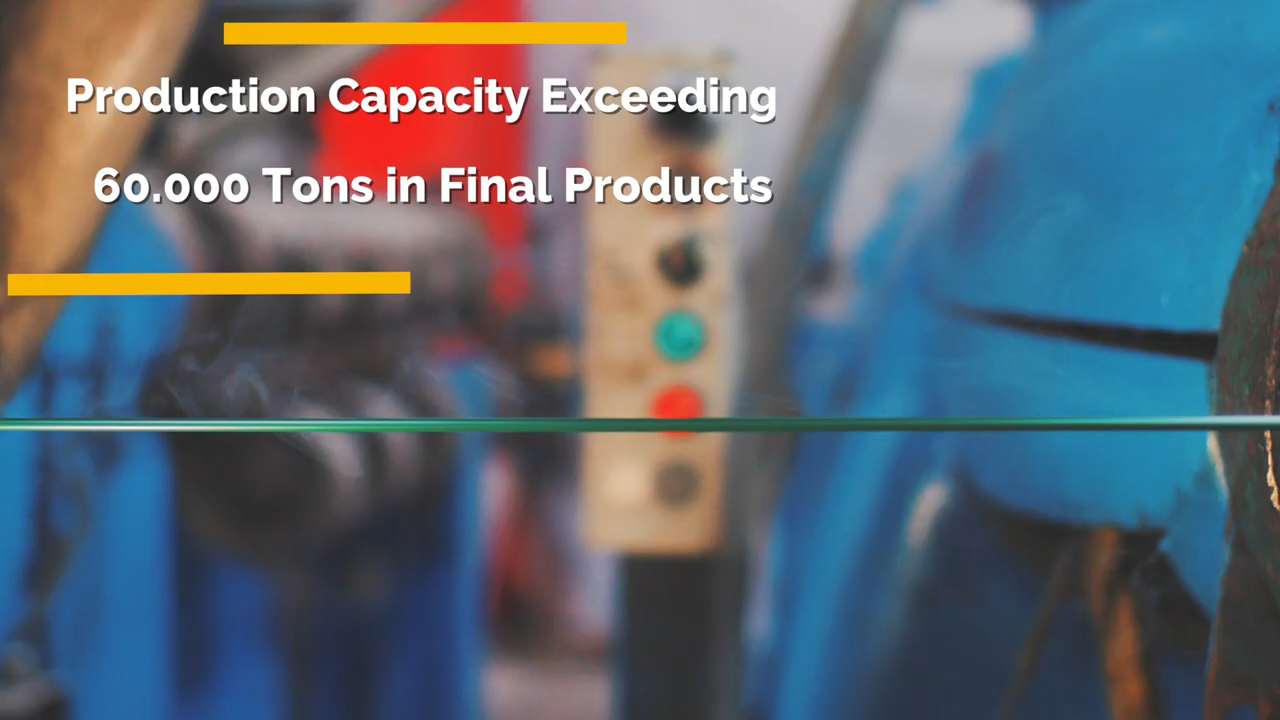 Production Capacity Exceeding
60.000 Tons in Final Products